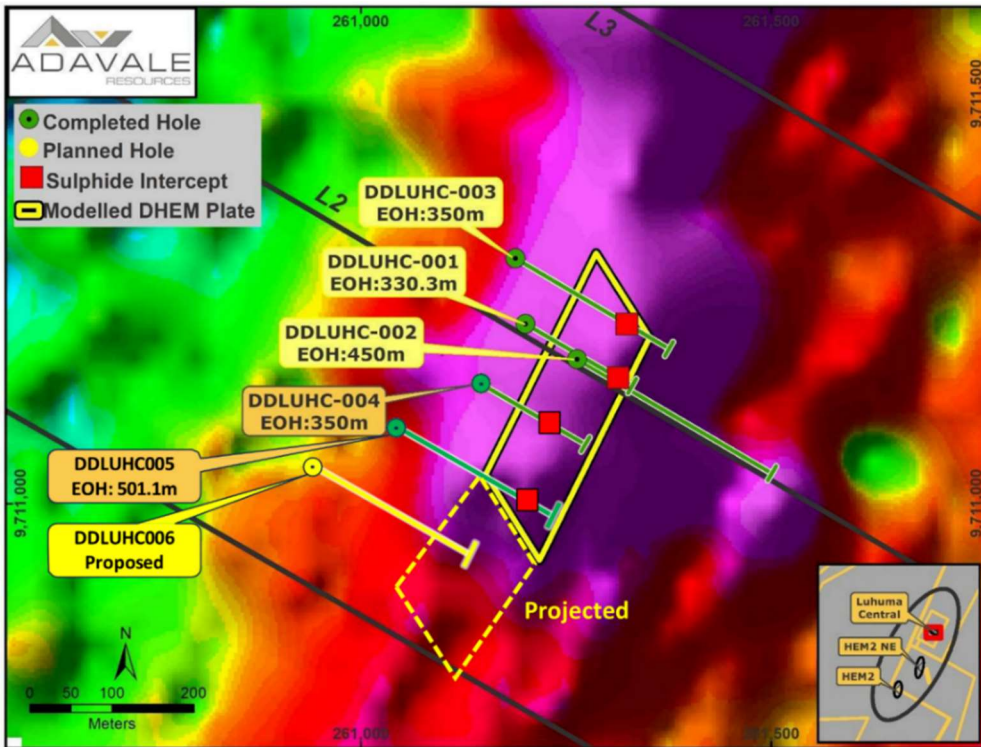 261,000
261,500
ADAVALE
RESOURCES
L3
9,711,500
Completed Hole
Planned Hole
Sulphide Intercept
Modelled DHEM Plate
L2
DDLUHC-003
EOH:350m
DDLUHC-001
EOH:330.3m
DDLUHC-002
EOH:450m
DDLUHC-004
EOH:350m
DDLUHC005
EOH: 501.1m
9,711,000
9,711,000
DDLUHC006
Proposed
Projected
Luhuma
Central
HEM2 NE
HEM2
N
0 50 100 200
Meters
261,000
261,500